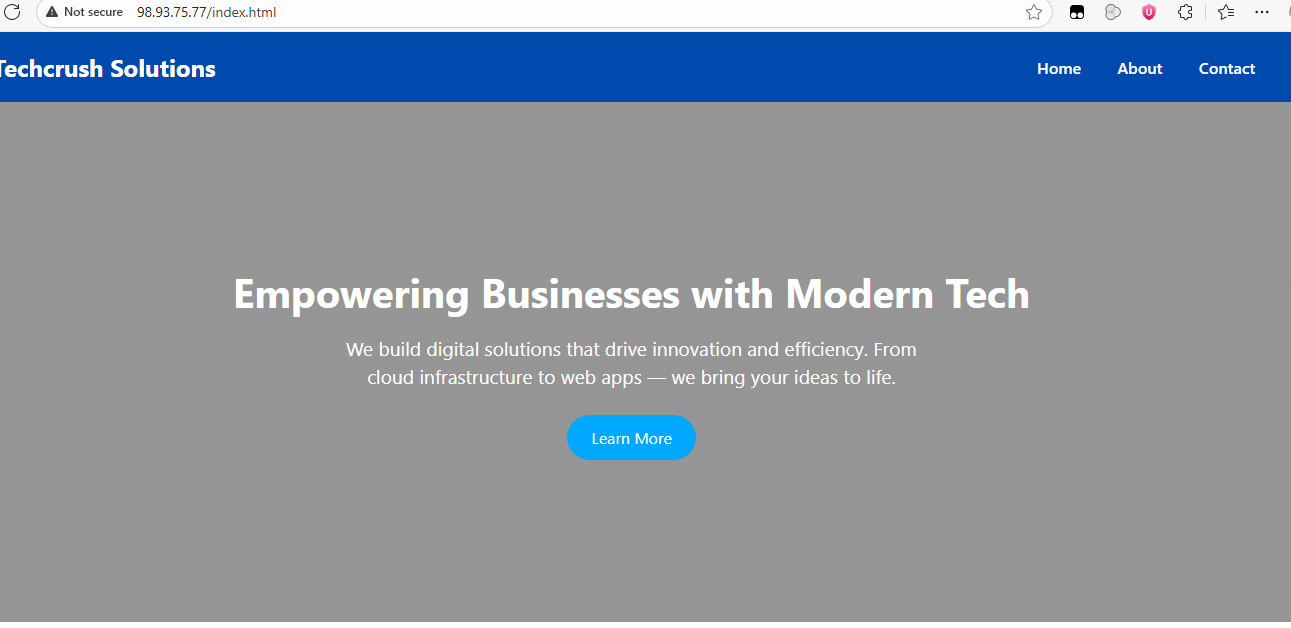 Not secure 98.93.75.77/index.html
Techcrush Solutions Home About Contact
Empowering Businesses with Modern Tech
We build digital solutions that drive innovation and efficiency. From
cloud infrastructure to web apps — we bring your ideas to life.
Learn More